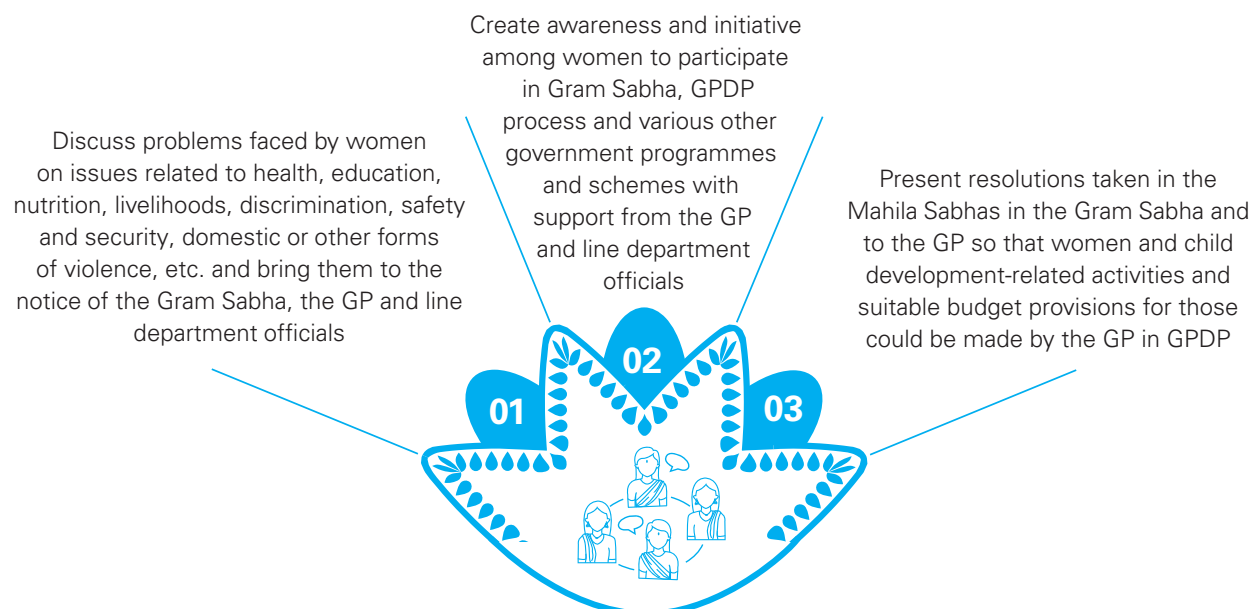 Discuss problems faced by women
on issues related to health, education,
nutrition, livelihoods, discrimination, safety
and security, domestic or other forms
of violence, etc. and bring them to the
notice of the Gram Sabha, the GP and line
department officials
01
Create awareness and initiative
among women to participate
in Gram Sabha, GPDP
process and various other
government programmes
and schemes with
support from the GP
and line department
officials
02
Present resolutions taken in the
Mahila Sabhas in the Gram Sabha and
to the GP so that women and child
development-related activities and
suitable budget provisions for those
could be made by the GP in GPDP
03